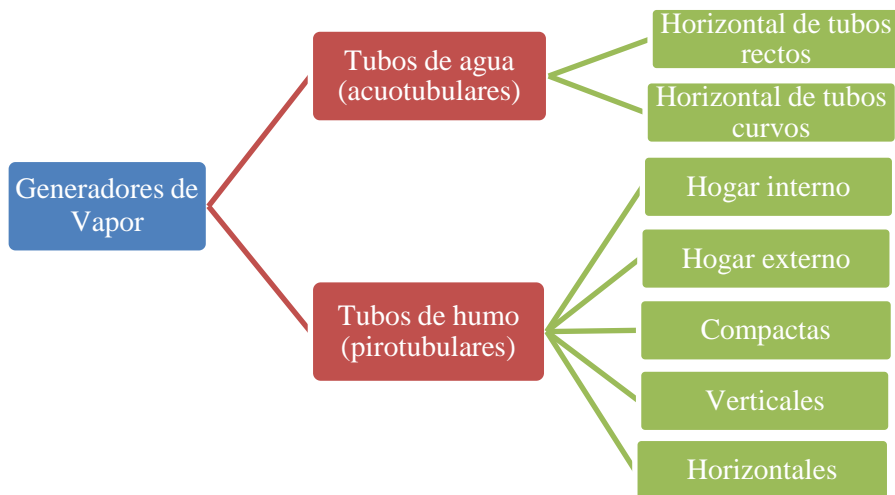 Generadores de
Vapor
Tubos de agua
(acuotubulares)
Horizontal de tubos
rectos
Horizontal de tubos
curvos
Tubos de humo
(pirotubulares)
Hogar interno
Hogar externo
Compactas
Verticales
Horizontales